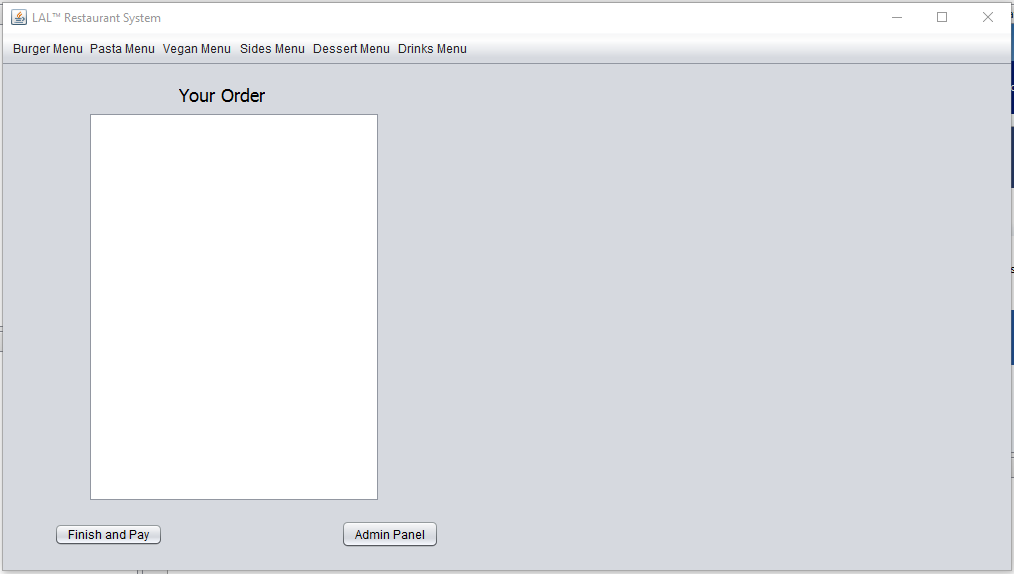 LAL™ Restaurant System
Burger Menu Pasta Menu Vegan Menu Sides Menu Dessert Menu Drinks Menu
Your Order
Finish and Pay Admin Panel